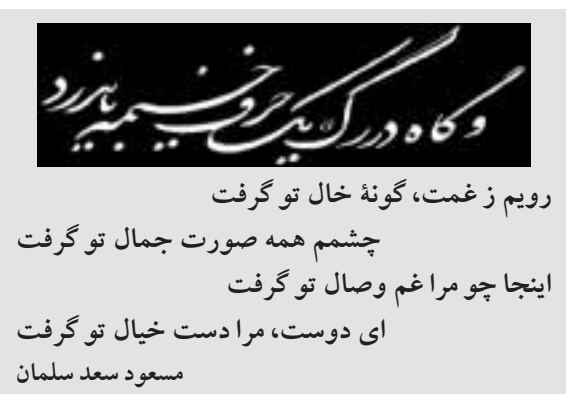 و گاه در رگ یک حرف خیمه باید زد
رویم ز غمت، گونهٔ خال تو گرفت
چشمم همه صورت جمال تو گرفت
اینجا چو مرا غم وصال تو گرفت
ای دوست، مرا دست خیال تو گرفت
مسعود سعد سلمان